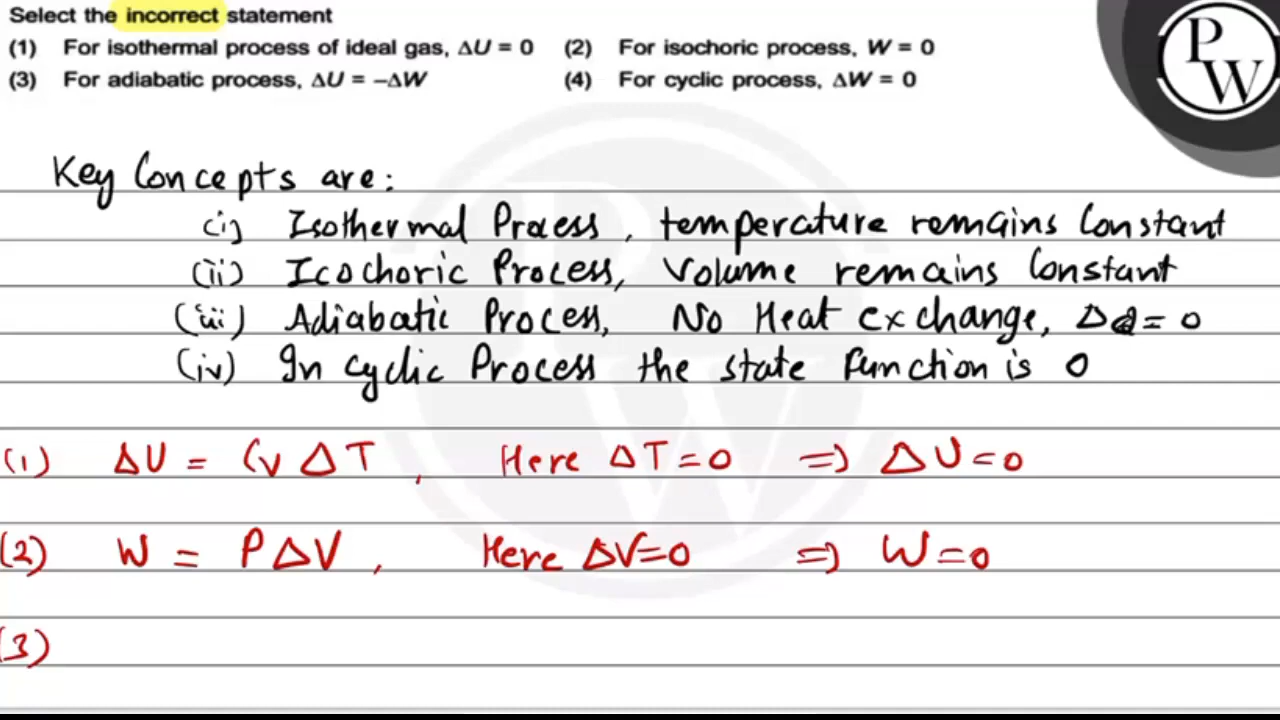 Select the incorrect statement
(1) For isothermal process of ideal gas, ΔU = 0 (2) For isochoric process, W = 0
(3) For adiabatic process, ΔU = –ΔW (4) For cyclic process, ΔW = 0
P
W
Key Concepts are:
(i) Isothermal Process, temperature remains Constant
(ii) Icochoric Process, Volume remains Constant
(iii) Adiabatic Process, No Heat exchange, ΔQ = 0
(iv) In cyclic Process the state function is 0
(1) ΔU = Cv ΔT, Here ΔT = 0 ⇒ ΔU = 0
(2) W = PΔV, Here ΔV = 0 ⇒ W = 0
(3)